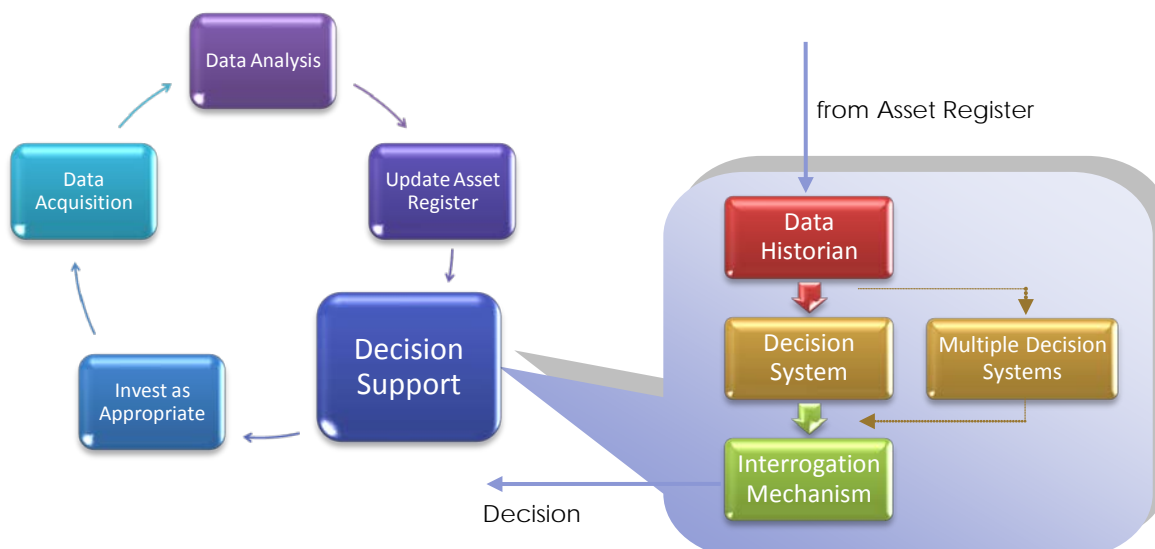 Data Analysis
Data
Acquisition
Update Asset
Register
Decision
Support
Invest as
Appropriate
from Asset Register
Data
Historian
Decision
System
Multiple Decision
Systems
Interrogation
Mechanism
Decision